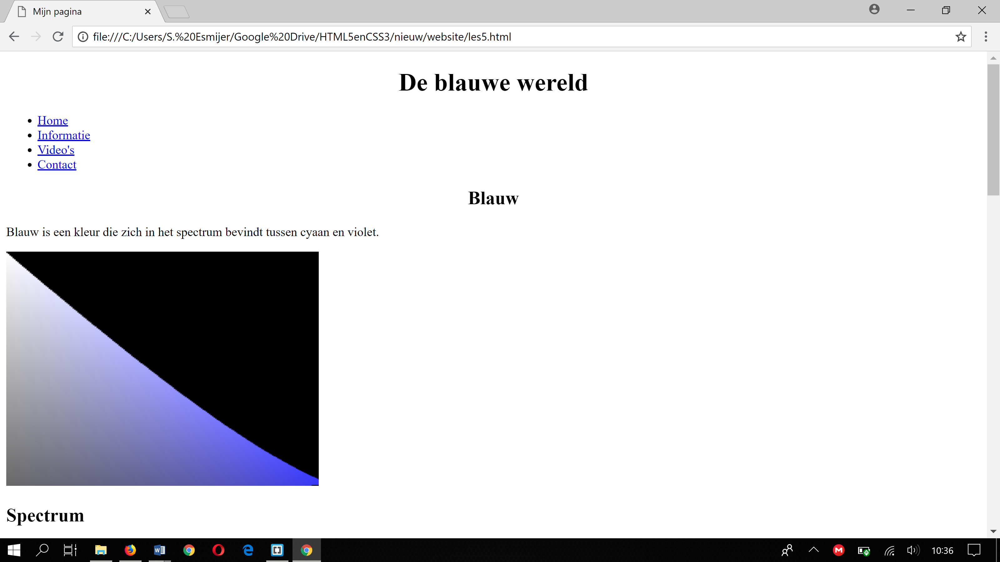 Mijn pagina
file:///C:/Users/S.%20Esmijer/Google%20Drive/HTML5enCSS3/nieuw/website/les5.html
De blauwe wereld
Home
Informatie
Video's
Contact
Blauw
Blauw is een kleur die zich in het spectrum bevindt tussen cyaan en violet.
Spectrum
10:36